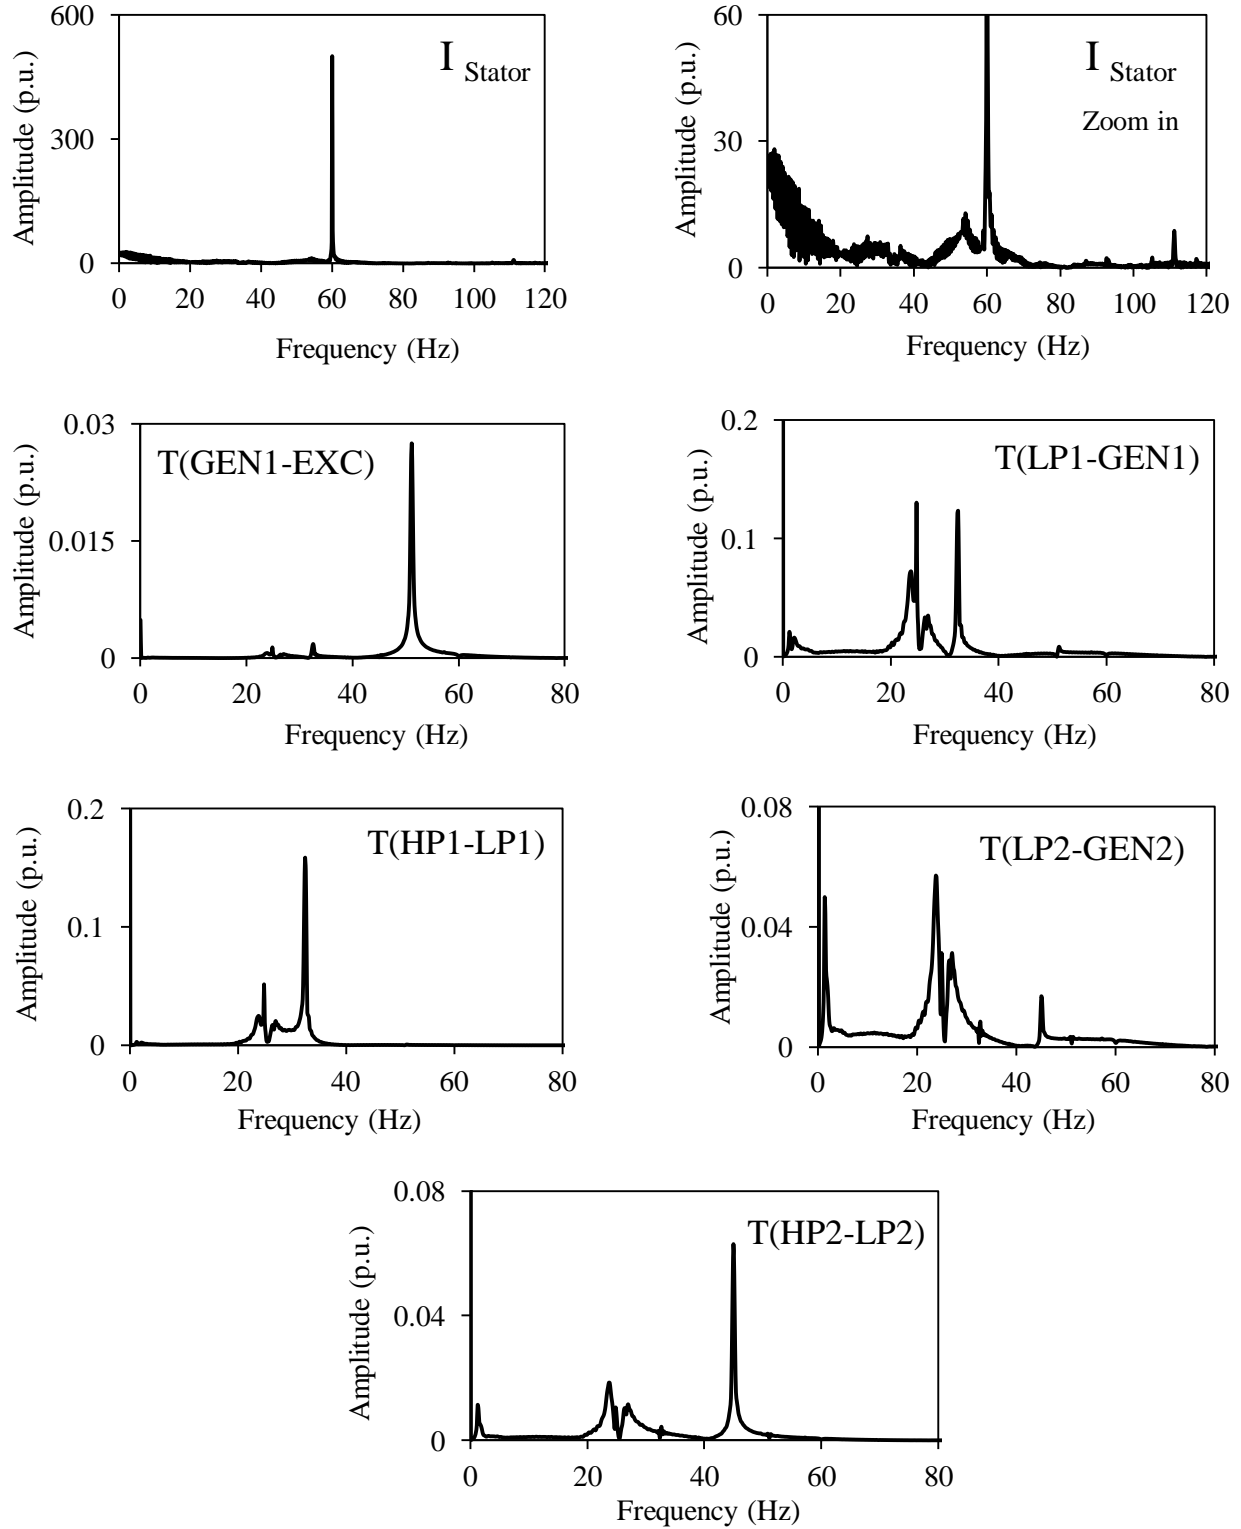 600
300
0
0 20 40 60 80 100 120
Amplitude (p.u.)
Frequency (Hz)
I Stator
60
30
0
0 20 40 60 80 100 120
Amplitude (p.u.)
Frequency (Hz)
I Stator
Zoom in
0.03
0.015
0
0 20 40 60 80
Amplitude (p.u.)
Frequency (Hz)
T(GEN1-EXC)
0.2
0.1
0
0 20 40 60 80
Amplitude (p.u.)
Frequency (Hz)
T(LP1-GEN1)
0.2
0.1
0
0 20 40 60 80
Amplitude (p.u.)
Frequency (Hz)
T(HP1-LP1)
0.08
0.04
0
0 20 40 60 80
Amplitude (p.u.)
Frequency (Hz)
T(LP2-GEN2)
0.08
0.04
0
0 20 40 60 80
Amplitude (p.u.)
Frequency (Hz)
T(HP2-LP2)